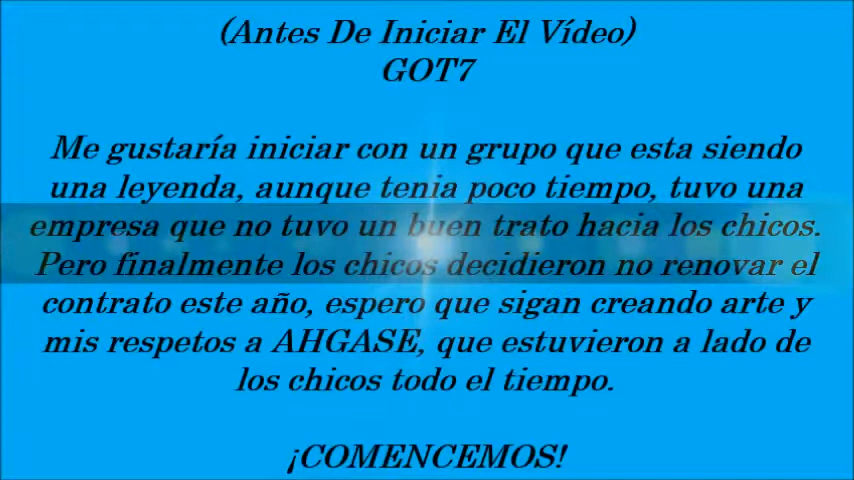 (Antes De Iniciar El Vídeo)
GOT7
Me gustaría iniciar con un grupo que esta siendo
una leyenda, aunque tenia poco tiempo, tuvo una
empresa que no tuvo un buen trato hacia los chicos.
Pero finalmente los chicos decidieron no renovar el
contrato este año, espero que sigan creando arte y
mis respetos a AHGASE, que estuvieron a lado de
los chicos todo el tiempo.
¡COMENCEMOS!